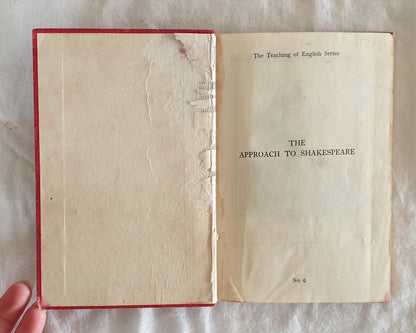 The Teaching of English Series
THE
APPROACH TO SHAKESPEARE
No. 9